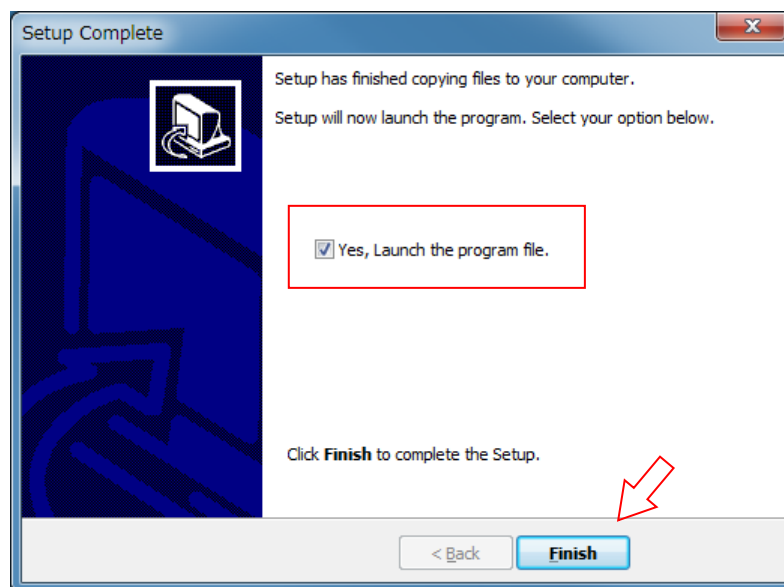 Setup Complete
Setup has finished copying files to your computer.
Setup will now launch the program. Select your option below.
Yes, Launch the program file.
Click Finish to complete the Setup.
< Back
Finish